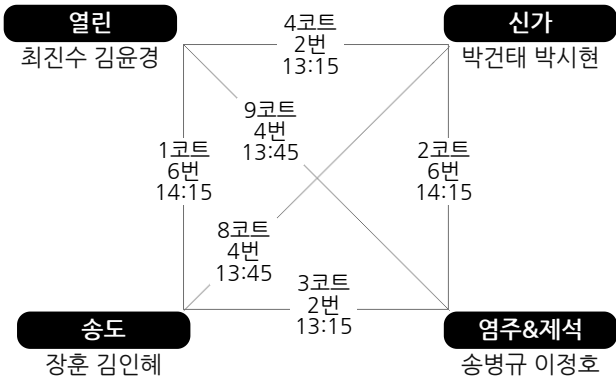 열린
최진수 김윤경
4코트
2번
13:15
신가
박건태 박시현
9코트
4번
13:45
1코트
6번
14:15
2코트
6번
14:15
8코트
4번
13:45
3코트
2번
13:15
송도
장훈 김인혜
염주&제석
송병규 이정호